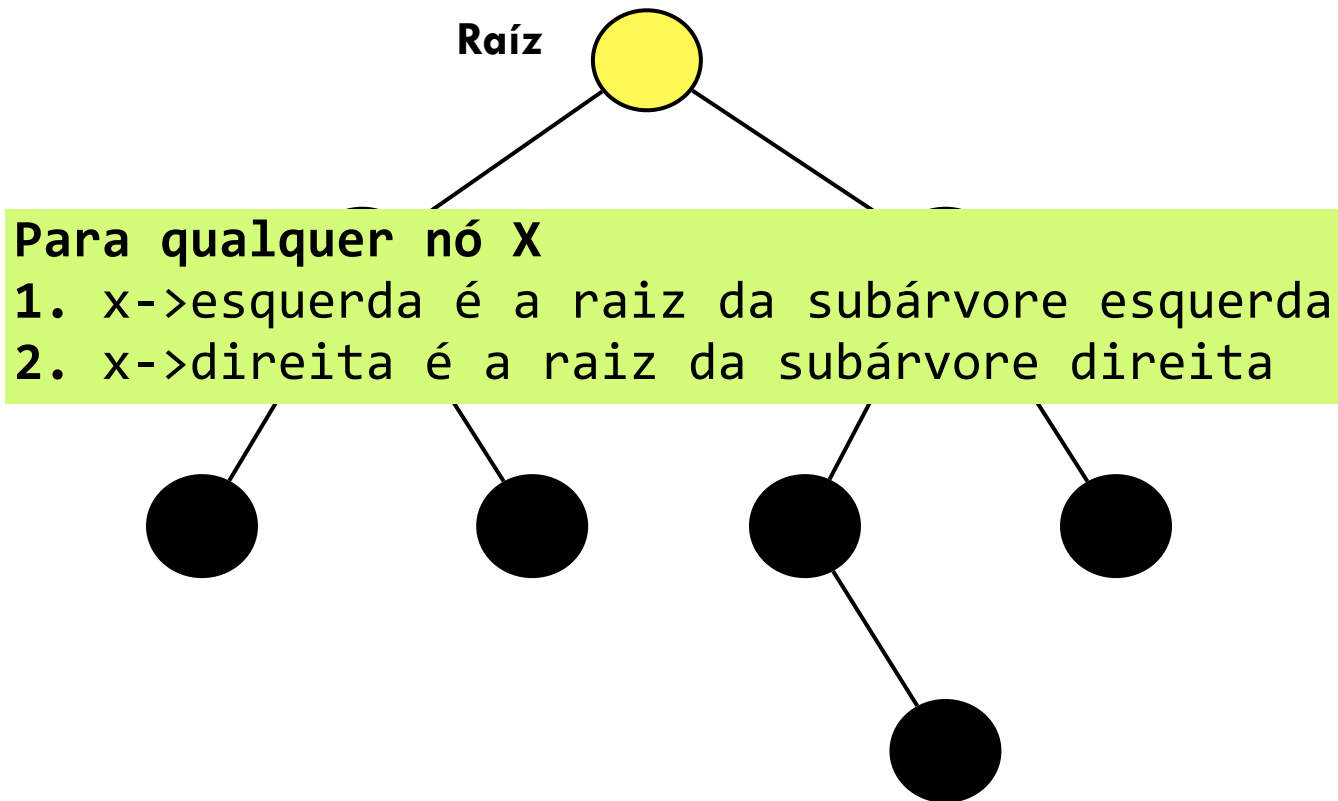 Raíz
Para qualquer nó X
1. x->esquerda é a raiz da subárvore esquerda
2. x->direita é a raiz da subárvore direita